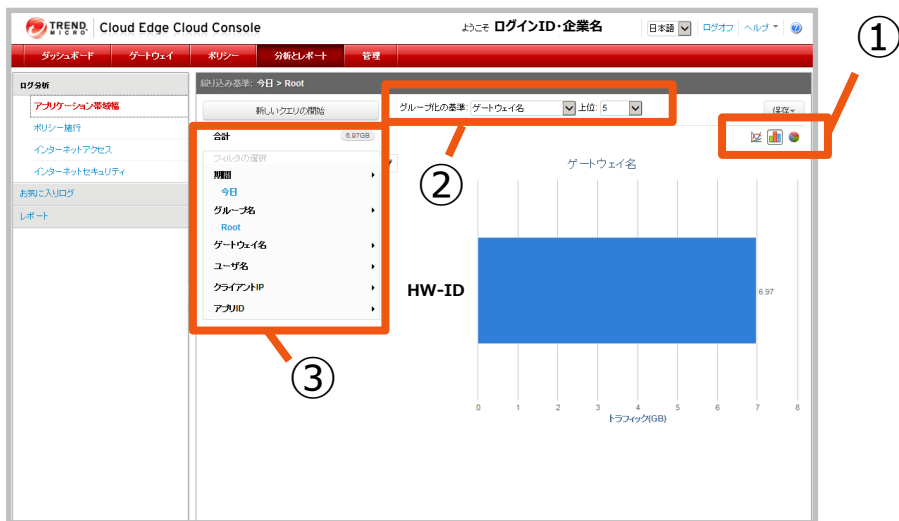 TREND MICRO Cloud Edge Cloud Console ようこそ ログインID・企業名 日本語 ログオフ ヘルプ ?
①
ダッシュボード ゲートウェイ ポリシー 分析とレポート 管理
ログ分析
絞り込み基準: 今日 > Root
アプリケーション帯域幅
新しいクエリの開始
グループ化の基準: ゲートウェイ名 上位: 5
保存
ポリシー施行
合計 6.97GB
インターネットアクセス
フィルタの選択
②
ゲートウェイ名
インターネットセキュリティ
期間
今日
お気に入りログ
グループ名
レポート
Root
ゲートウェイ名
ユーザ名
クライアントIP
アプリID
HW-ID
6.97
③
0 1 2 3 4 5 6 7 8
トラフィック(GB)